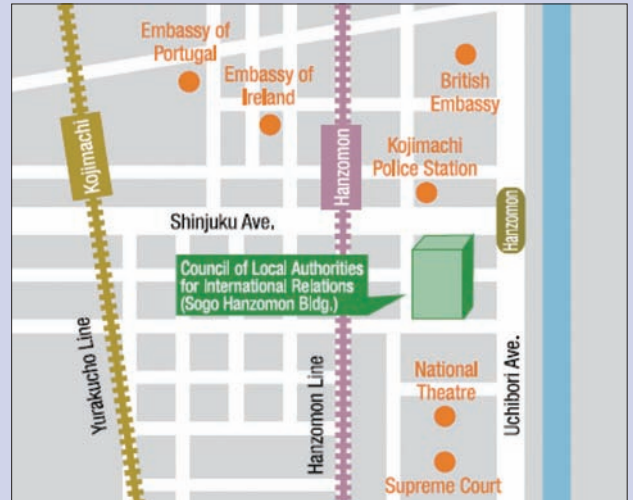 Embassy of
Portugal
Embassy of
Ireland
British
Embassy
Kojimachi
Hanzomon
Kojimachi
Police Station
Shinjuku Ave.
Hanzomon
Council of Local Authorities
for International Relations
(Sogo Hanzomon Bldg.)
Yurakucho Line
Hanzomon Line
National
Theatre
Uchibori Ave.
Supreme Court